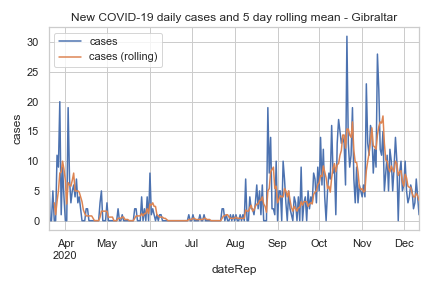 New COVID-19 daily cases and 5 day rolling mean - Gibraltar
cases
cases (rolling)
30
25
20
15
10
5
0
cases
Apr May Jun Jul Aug Sep Oct Nov Dec
2020
dateRep